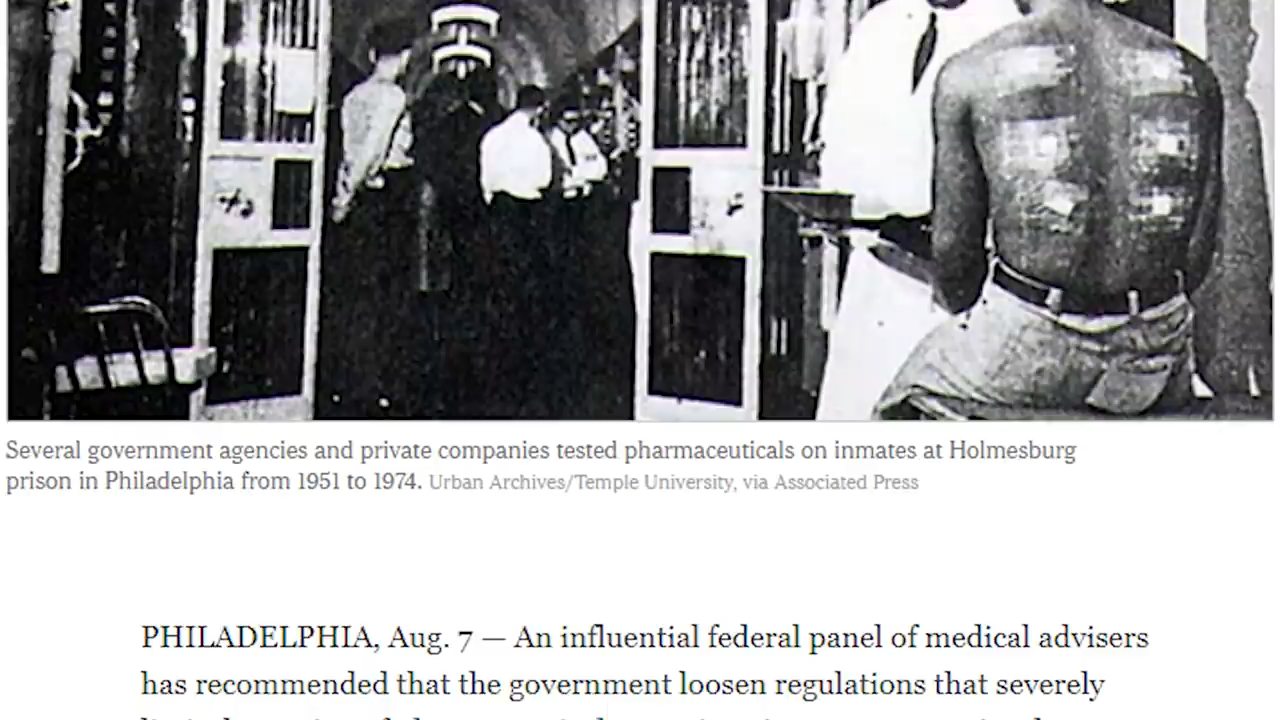 Several government agencies and private companies tested pharmaceuticals on inmates at Holmesburg
prison in Philadelphia from 1951 to 1974. Urban Archives/Temple University, via Associated Press
PHILADELPHIA, Aug. 7 — An influential federal panel of medical advisers
has recommended that the government loosen regulations that severely